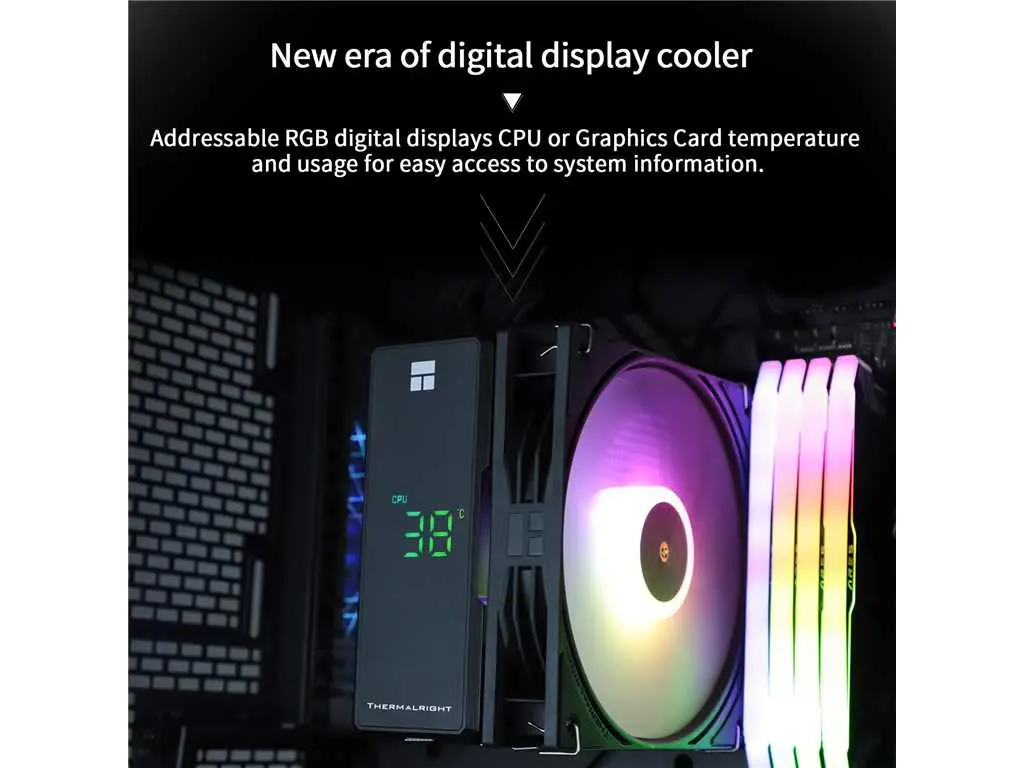 New era of digital display cooler
Addressable RGB digital displays CPU or Graphics Card temperature
and usage for easy access to system information.
CPU
38 °C
THERMALRIGHT